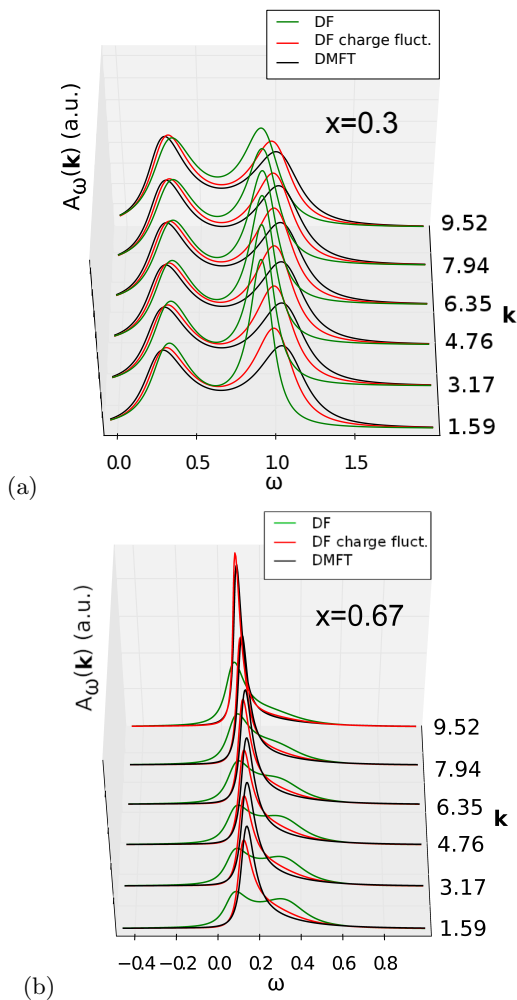 DF
DF charge fluct.
DMFT
x=0.3
Aω(k) (a.u.)
9.52
7.94
6.35
k
4.76
3.17
1.59
0.0 0.5 1.0 1.5
ω
(a)
DF
DF charge fluct.
DMFT
x=0.67
Aω(k) (a.u.)
9.52
7.94
6.35
k
4.76
3.17
1.59
−0.4 −0.2 0.0 0.2 0.4 0.6 0.8
ω
(b)